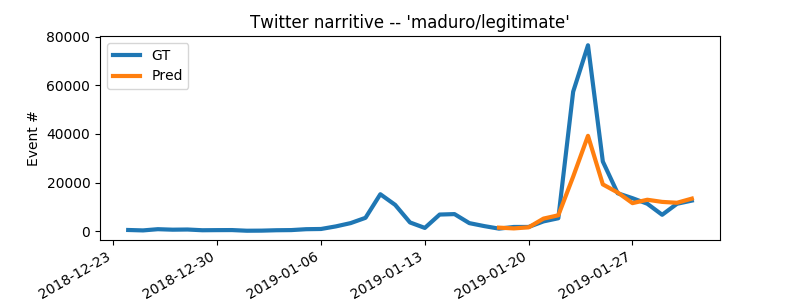 Twitter narritive -- 'maduro/legitimate'
80000
60000
40000
20000
0
Event #
GT
Pred
2018-12-23
2018-12-30
2019-01-06
2019-01-13
2019-01-20
2019-01-27